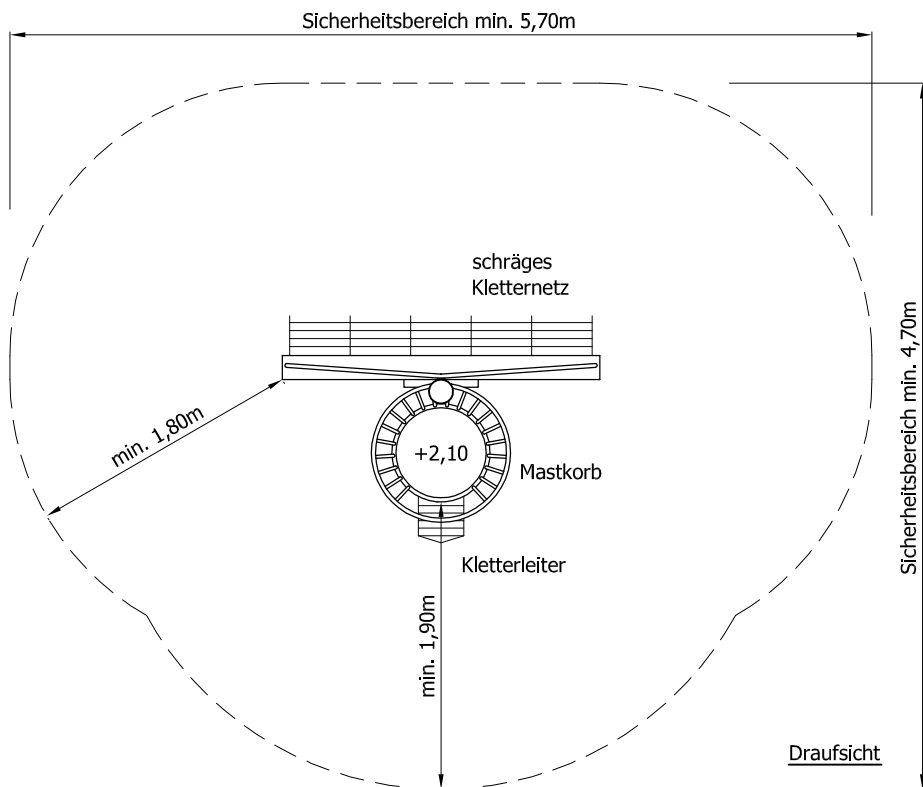 Sicherheitsbereich min. 5,70m
schräges
Kletternetz
Sicherheitsbereich min. 4,70m
min. 1,80m
+2,10
Mastkorb
Kletterleiter
min. 1,90m
Draufsicht